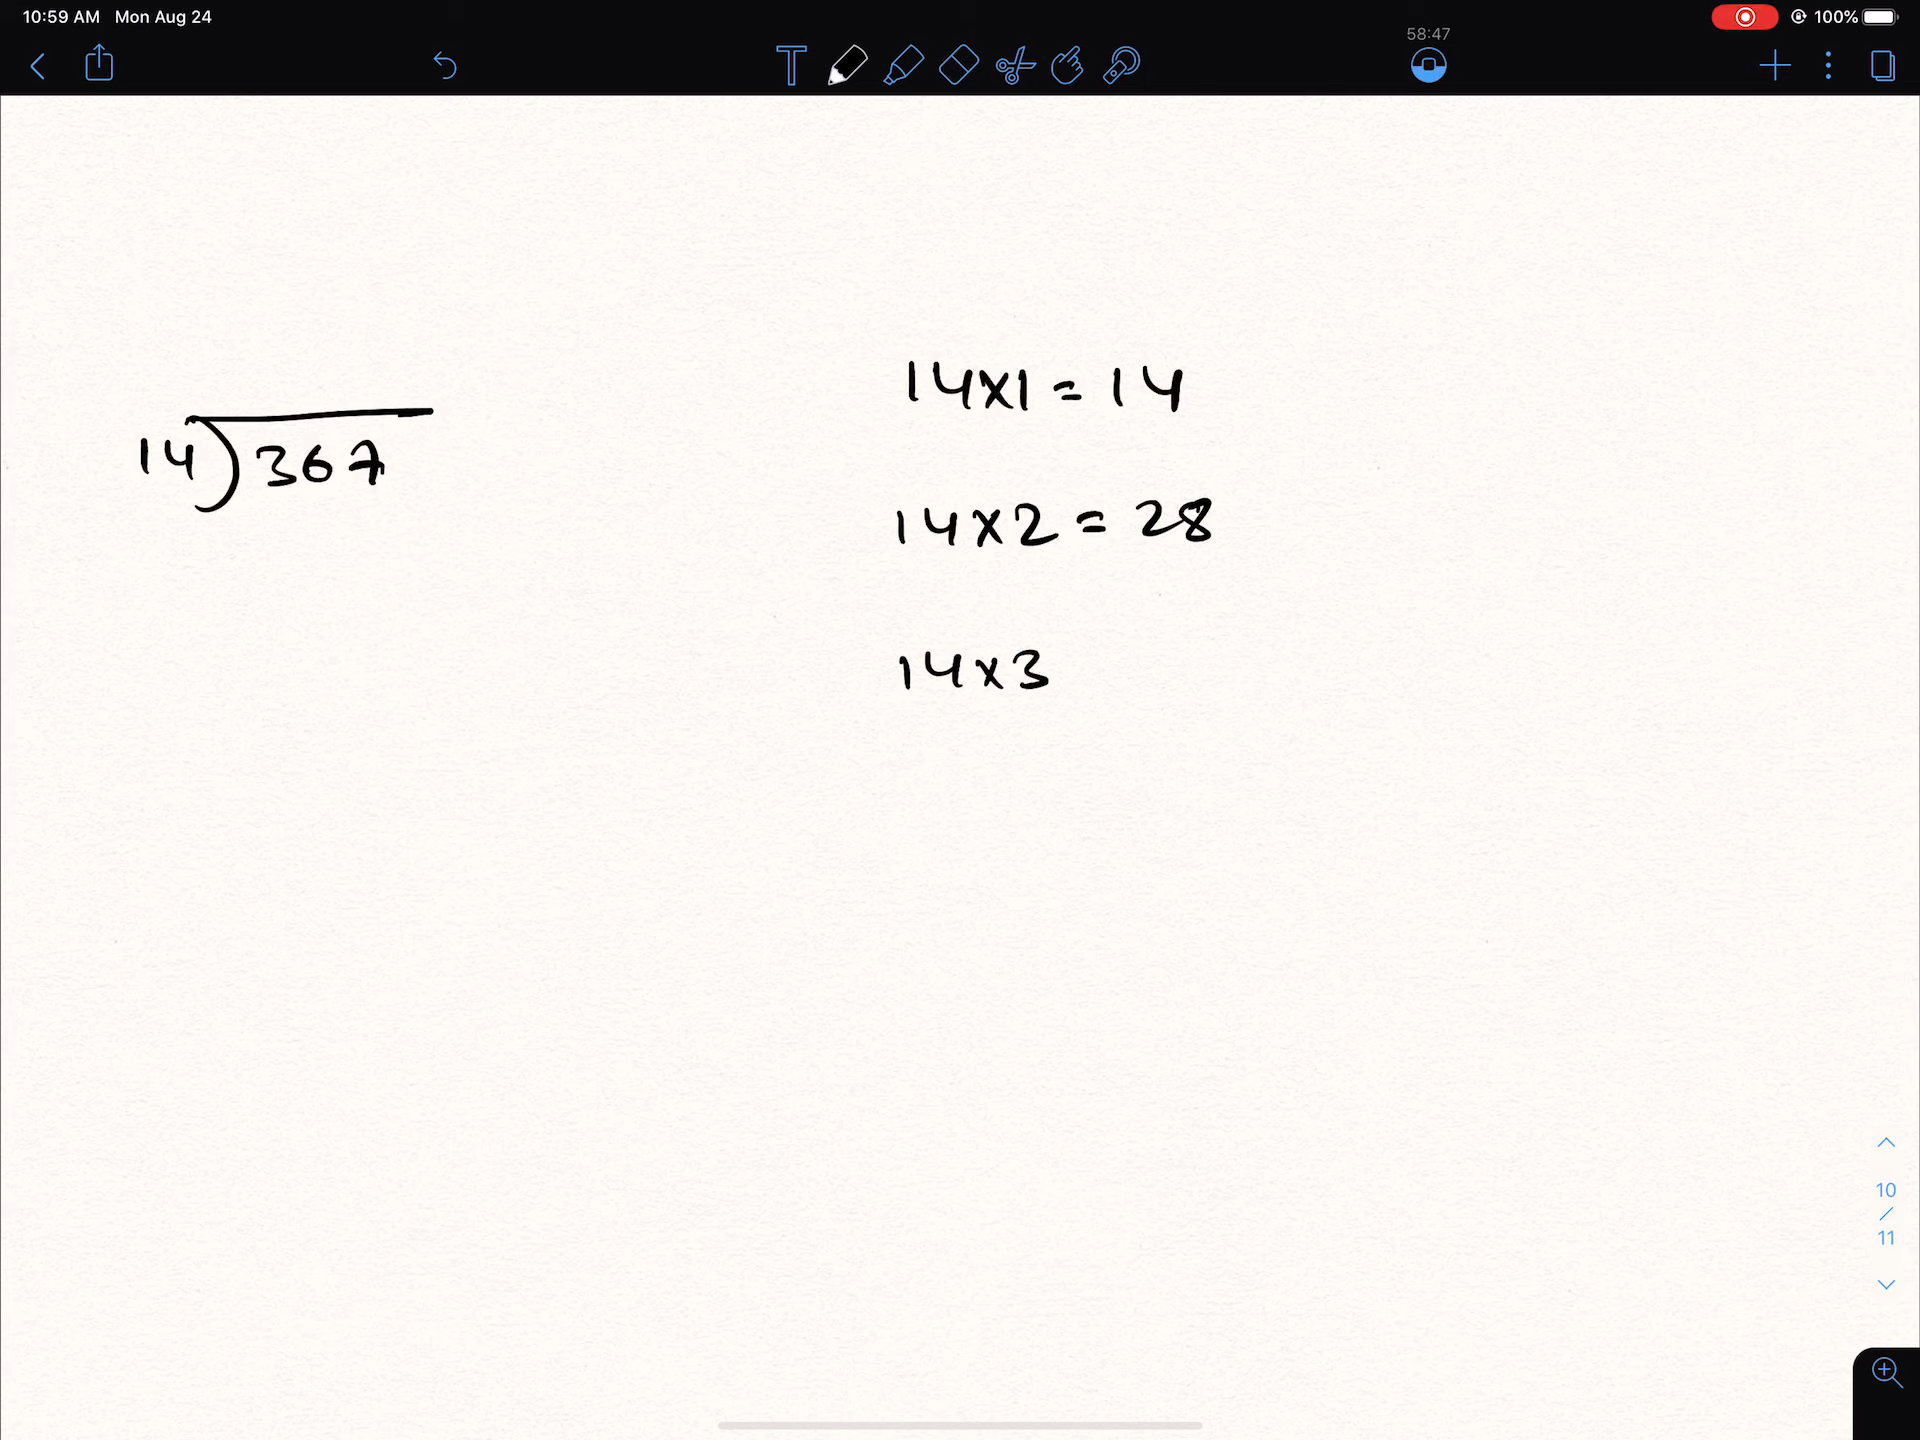 10:59 AM Mon Aug 24
100%
58:47
T
14x1 = 14
14)367
14x2 = 28
14x3
10
/
11